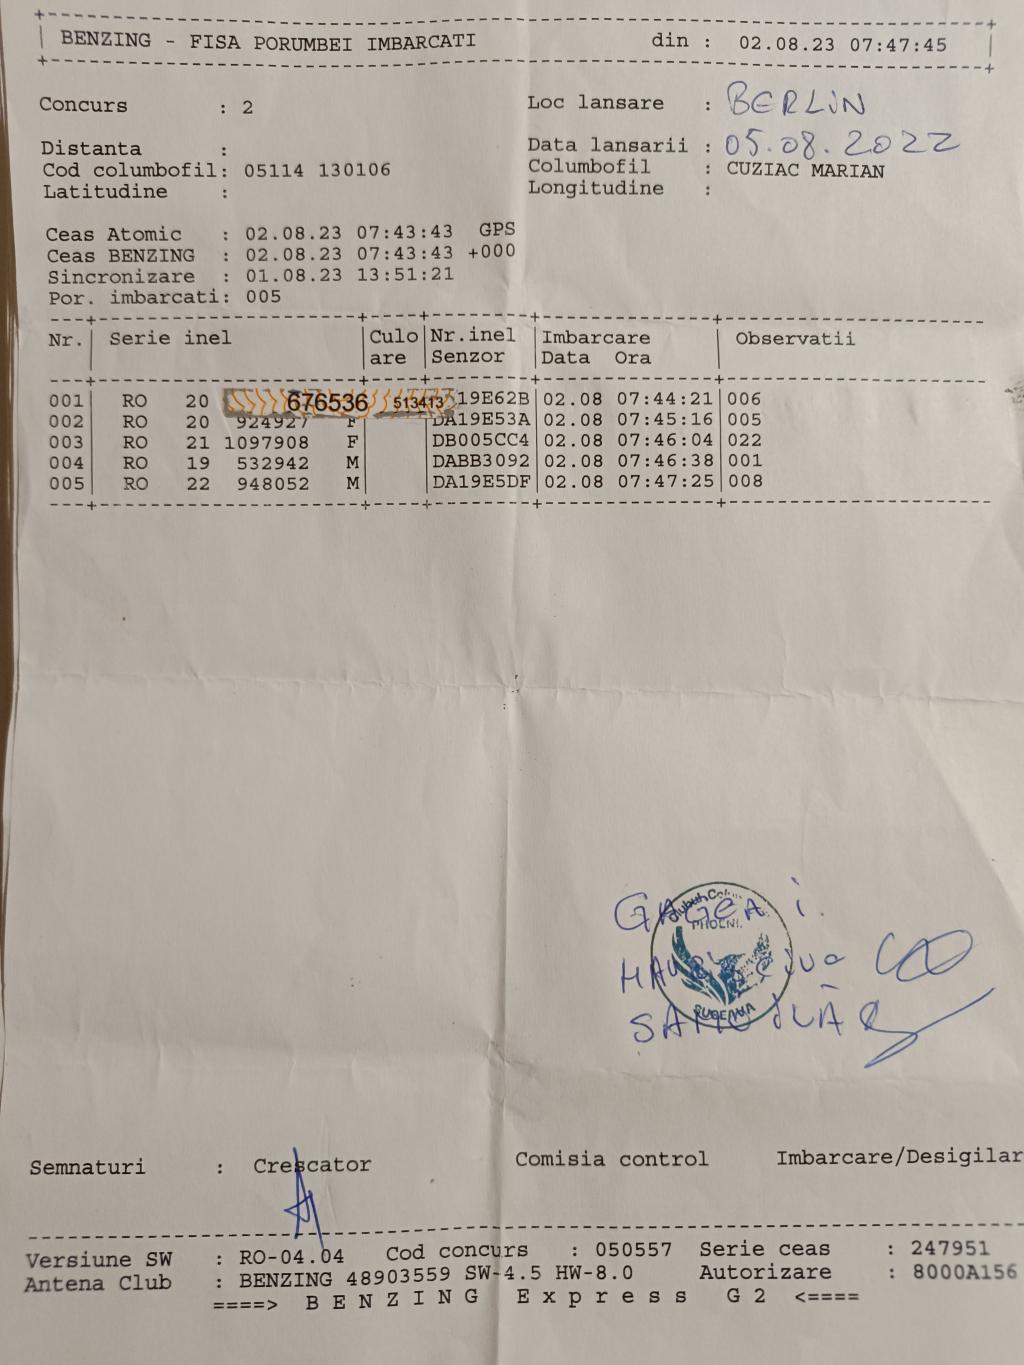 BENZING - FISA PORUMBEI IMBARCATI din : 02.08.23 07:47:45
Concurs : 2 Loc lansare : BERLIN
Distanta : Data lansarii : 05.08.2022
Cod columbofil: 05114 130106 Columbofil : CUZIAC MARIAN
Latitudine : Longitudine :
Ceas Atomic : 02.08.23 07:43:43 GPS
Ceas BENZING : 02.08.23 07:43:43 +000
Sincronizare : 01.08.23 13:51:21
Por. imbarcati: 005
Nr. Serie inel Culo Nr.inel Imbarcare Observatii
are Senzor Data Ora
001 RO 20 676536 513473 19E62B 02.08 07:44:21 006
002 RO 20 924927 F DA19E53A 02.08 07:45:16 005
003 RO 21 1097908 F DB005CC4 02.08 07:46:04 022
004 RO 19 532942 M DABB3092 02.08 07:46:38 001
005 RO 22 948052 M DA19E5DF 02.08 07:47:25 008
GAGEA i.
PHOENI
Semnaturi : Crescator Comisia control Imbarcare/Desigilar
Versiune SW : RO-04.04 Cod concurs : 050557 Serie ceas : 247951
Antena Club : BENZING 48903559 SW-4.5 HW-8.0 Autorizare : 8000A156
====> B E N Z I N G E x p r e s s G 2 <====